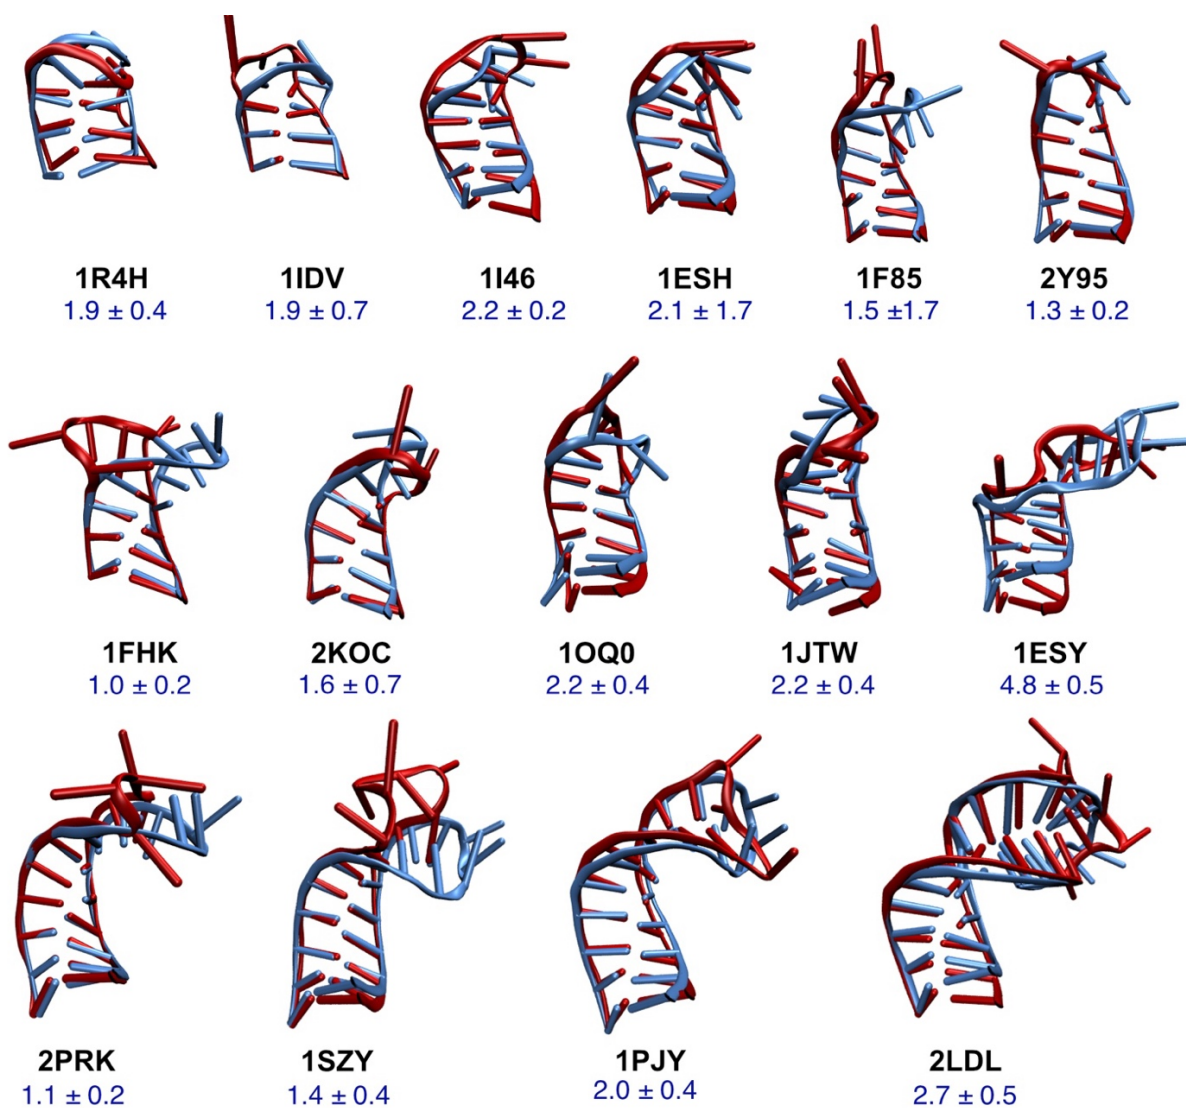 1R4H
1.9 ± 0.4
1IDV
1.9 ± 0.7
1I46
2.2 ± 0.2
1ESH
2.1 ± 1.7
1F85
1.5 ±1.7
2Y95
1.3 ± 0.2
1FHK
1.0 ± 0.2
2KOC
1.6 ± 0.7
1OQ0
2.2 ± 0.4
1JTW
2.2 ± 0.4
1ESY
4.8 ± 0.5
2PRK
1.1 ± 0.2
1SZY
1.4 ± 0.4
1PJY
2.0 ± 0.4
2LDL
2.7 ± 0.5